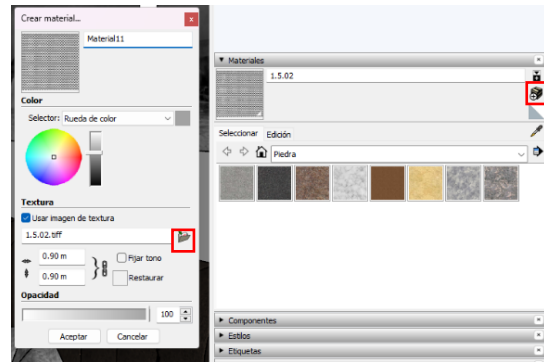 Crear material...
x
Material11
Color
Selector: Rueda de color
Textura
Usar imagen de textura
1.5.02.tiff
0.90 m
Fijar tono
0.90 m
Restaurar
Opacidad
100
Aceptar Cancelar
Materiales
1.5.02
Seleccionar Edición
Piedra
Componentes
Estilos
Etiquetas